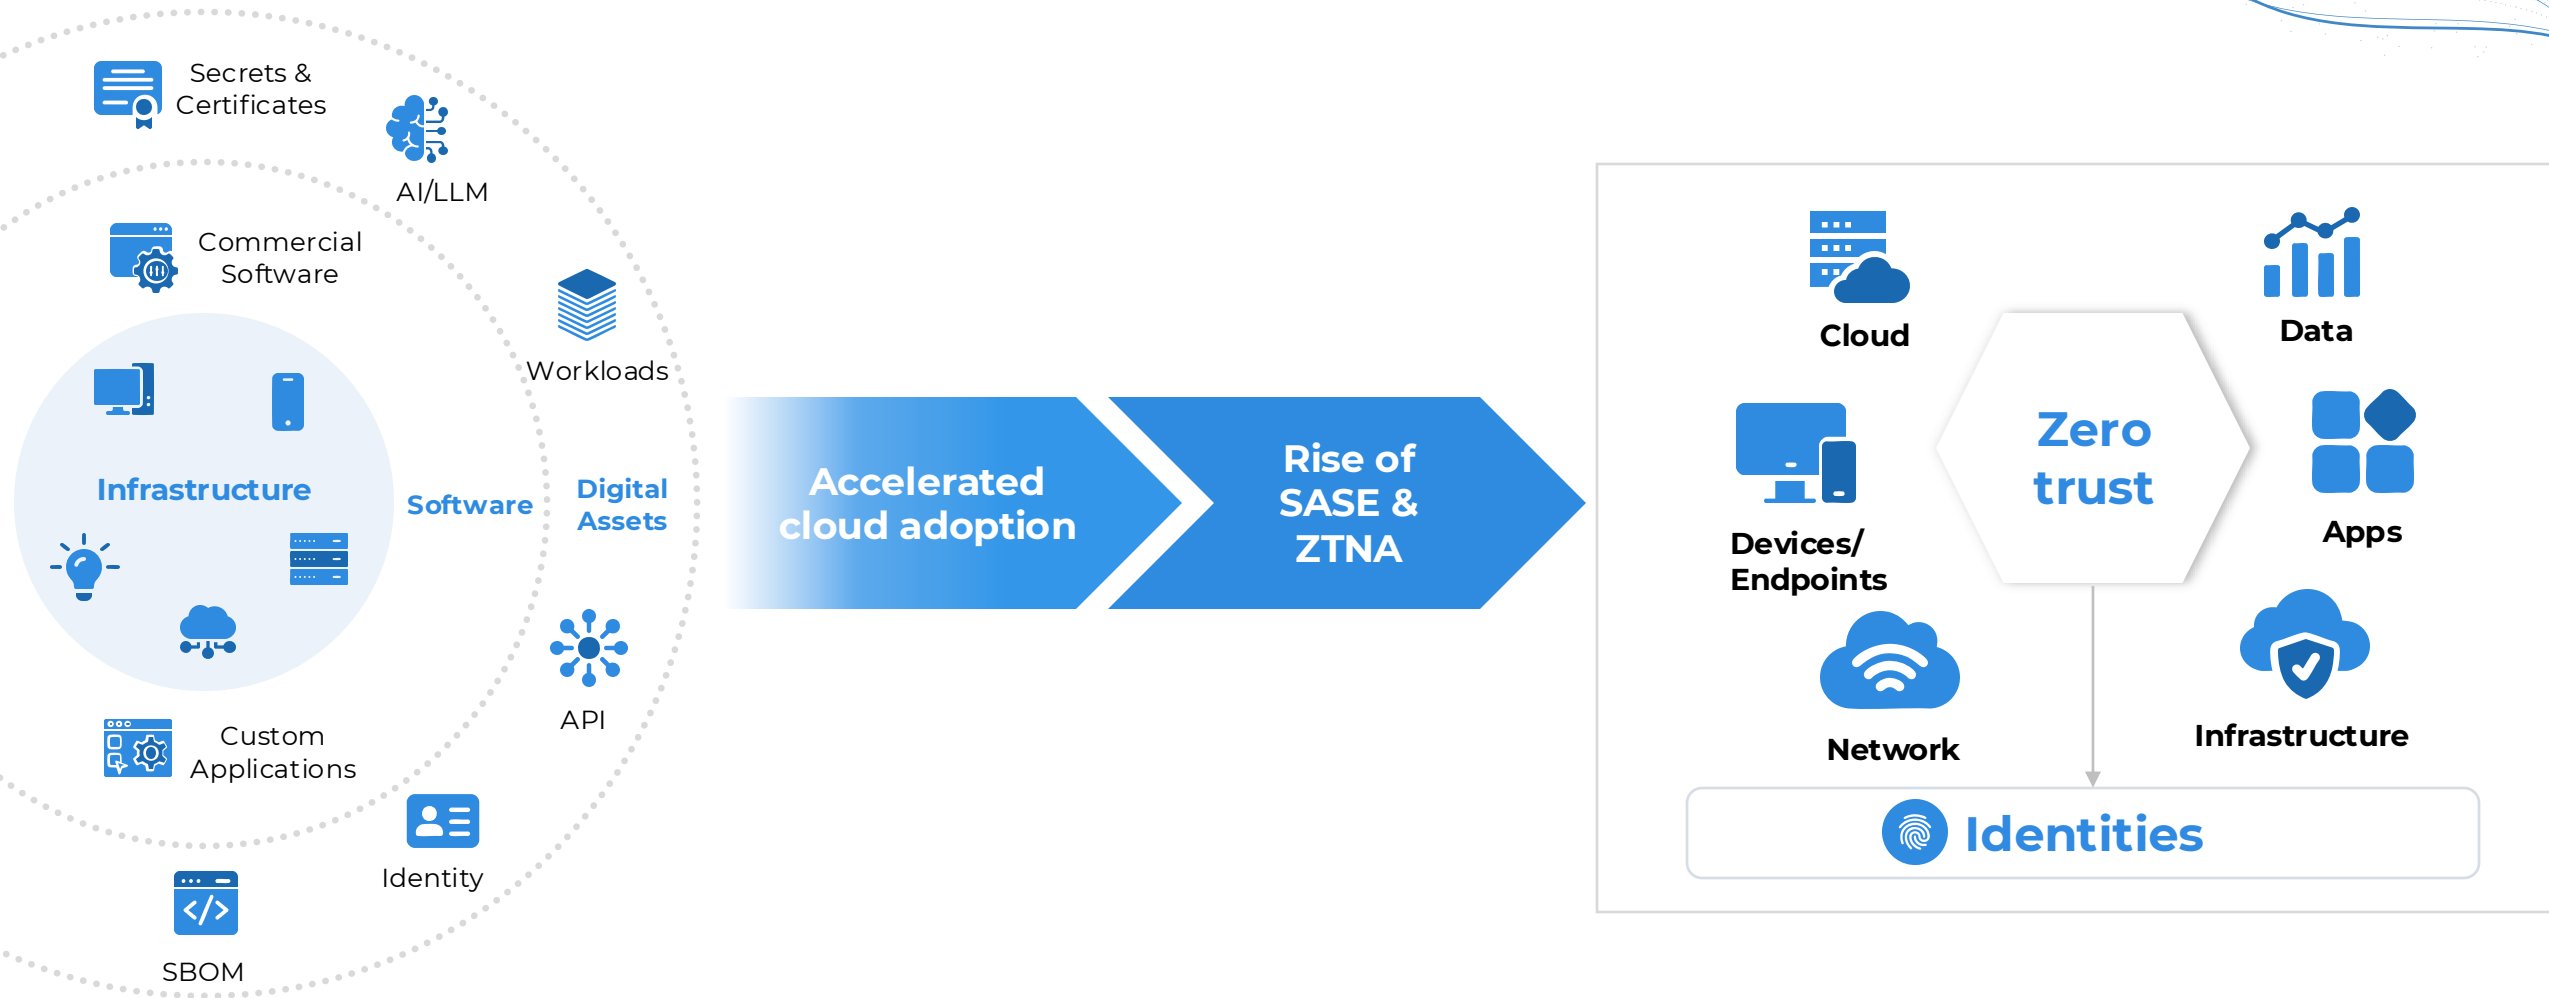 Secrets &
Certificates
AI/LLM
Commercial
Software
Workloads
Infrastructure
Software
Digital
Assets
API
Custom
Applications
Identity
SBOM
Accelerated
cloud adoption
Rise of
SASE &
ZTNA
Cloud
Data
Zero
trust
Devices/
Endpoints
Apps
Network
Infrastructure
Identities